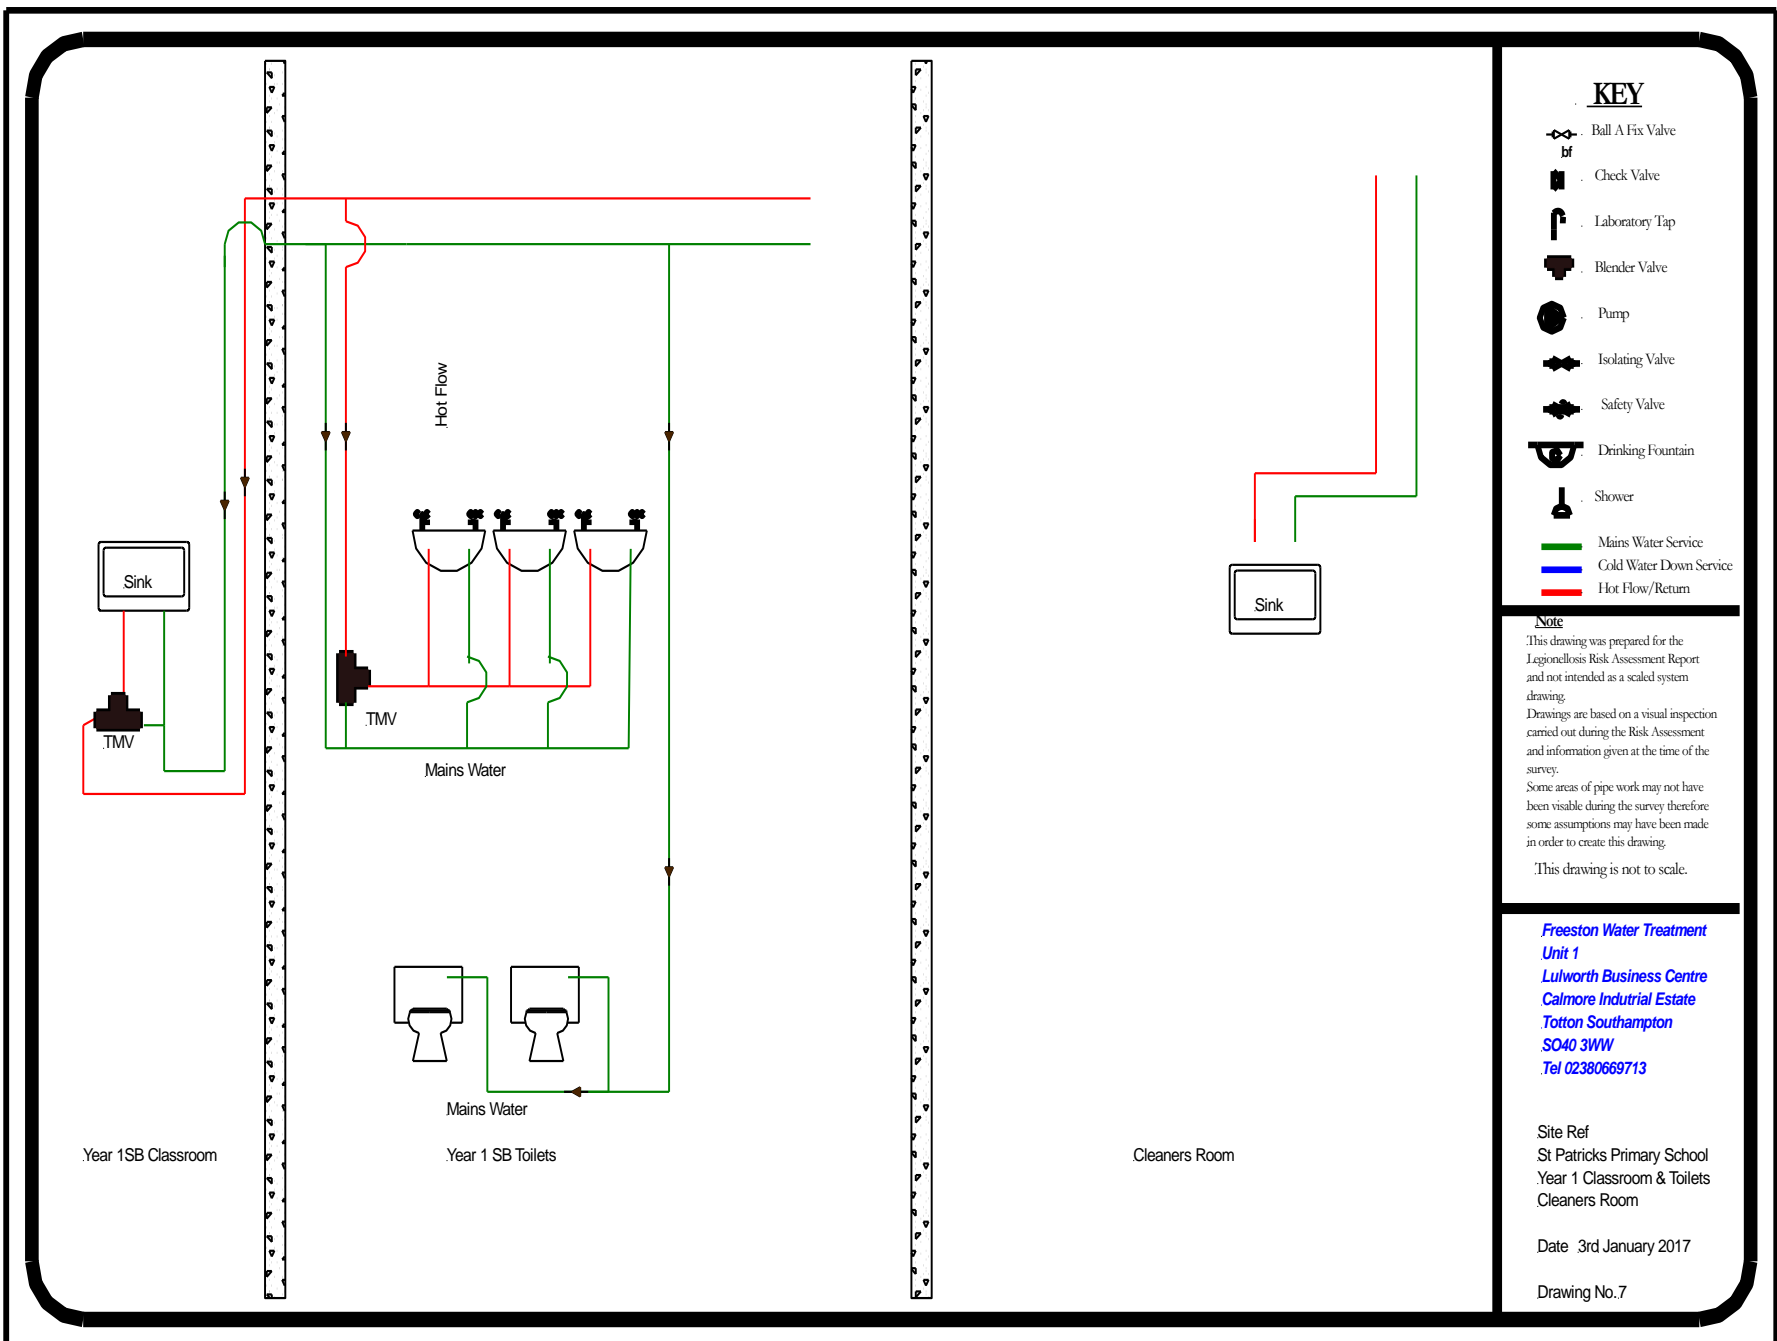 Hot Flow
Sink
TMV
TMV
Mains Water
Mains Water
Year 1SB Classroom
Year 1 SB Toilets
Sink
Cleaners Room
KEY
Ball A Fix Valve
bf
Check Valve
Laboratory Tap
Blender Valve
Pump
Isolating Valve
Safety Valve
Drinking Fountain
Shower
Mains Water Service
Cold Water Down Service
Hot Flow/Return
Note
This drawing was prepared for the
Legionellosis Risk Assessment Report
and not intended as a scaled system
drawing.
Drawings are based on a visual inspection
carried out during the Risk Assessment
and information given at the time of the
survey.
Some areas of pipe work may not have
been visable during the survey therefore
some assumptions may have been made
in order to create this drawing.
This drawing is not to scale.
Freeston Water Treatment
Unit 1
Lulworth Business Centre
Calmore Indutrial Estate
Totton Southampton
SO40 3WW
Tel 02380669713
Site Ref
St Patricks Primary School
Year 1 Classroom & Toilets
Cleaners Room
Date 3rd January 2017
Drawing No.7